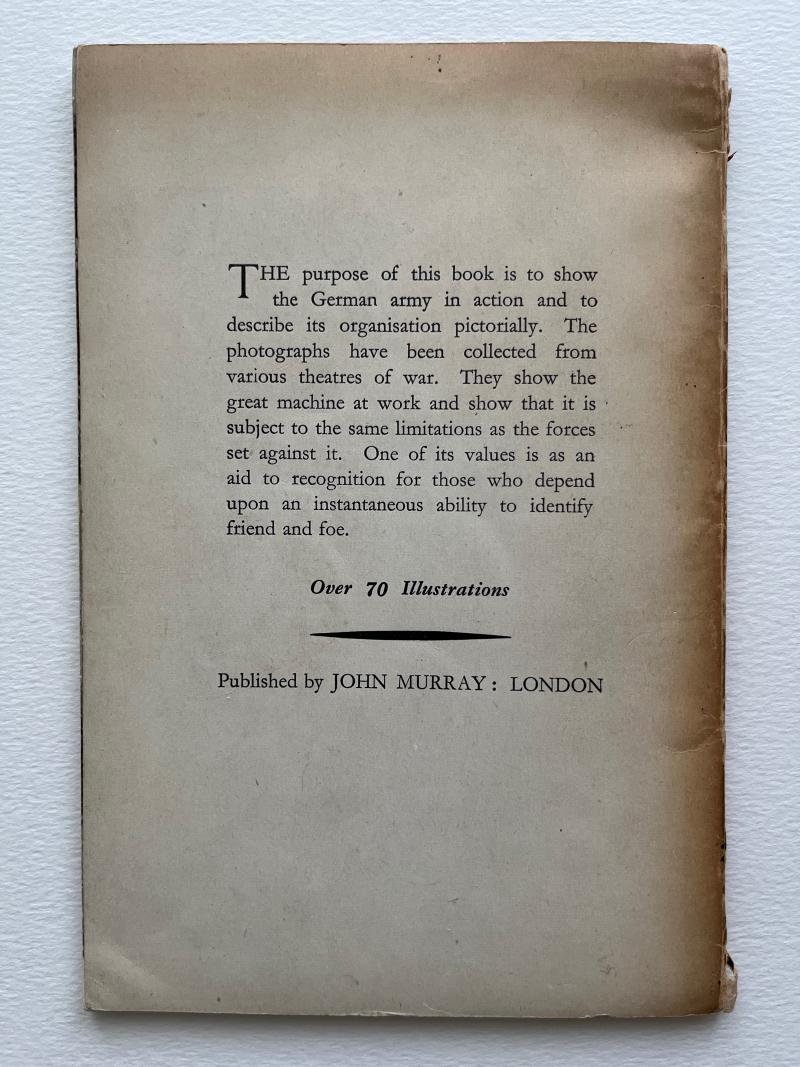 THE purpose of this book is to show
the German army in action and to
describe its organisation pictorially. The
photographs have been collected from
various theatres of war. They show the
great machine at work and show that it is
subject to the same limitations as the forces
set against it. One of its values is as an
aid to recognition for those who depend
upon an instantaneous ability to identify
friend and foe.
Over 70 Illustrations
Published by JOHN MURRAY : LONDON